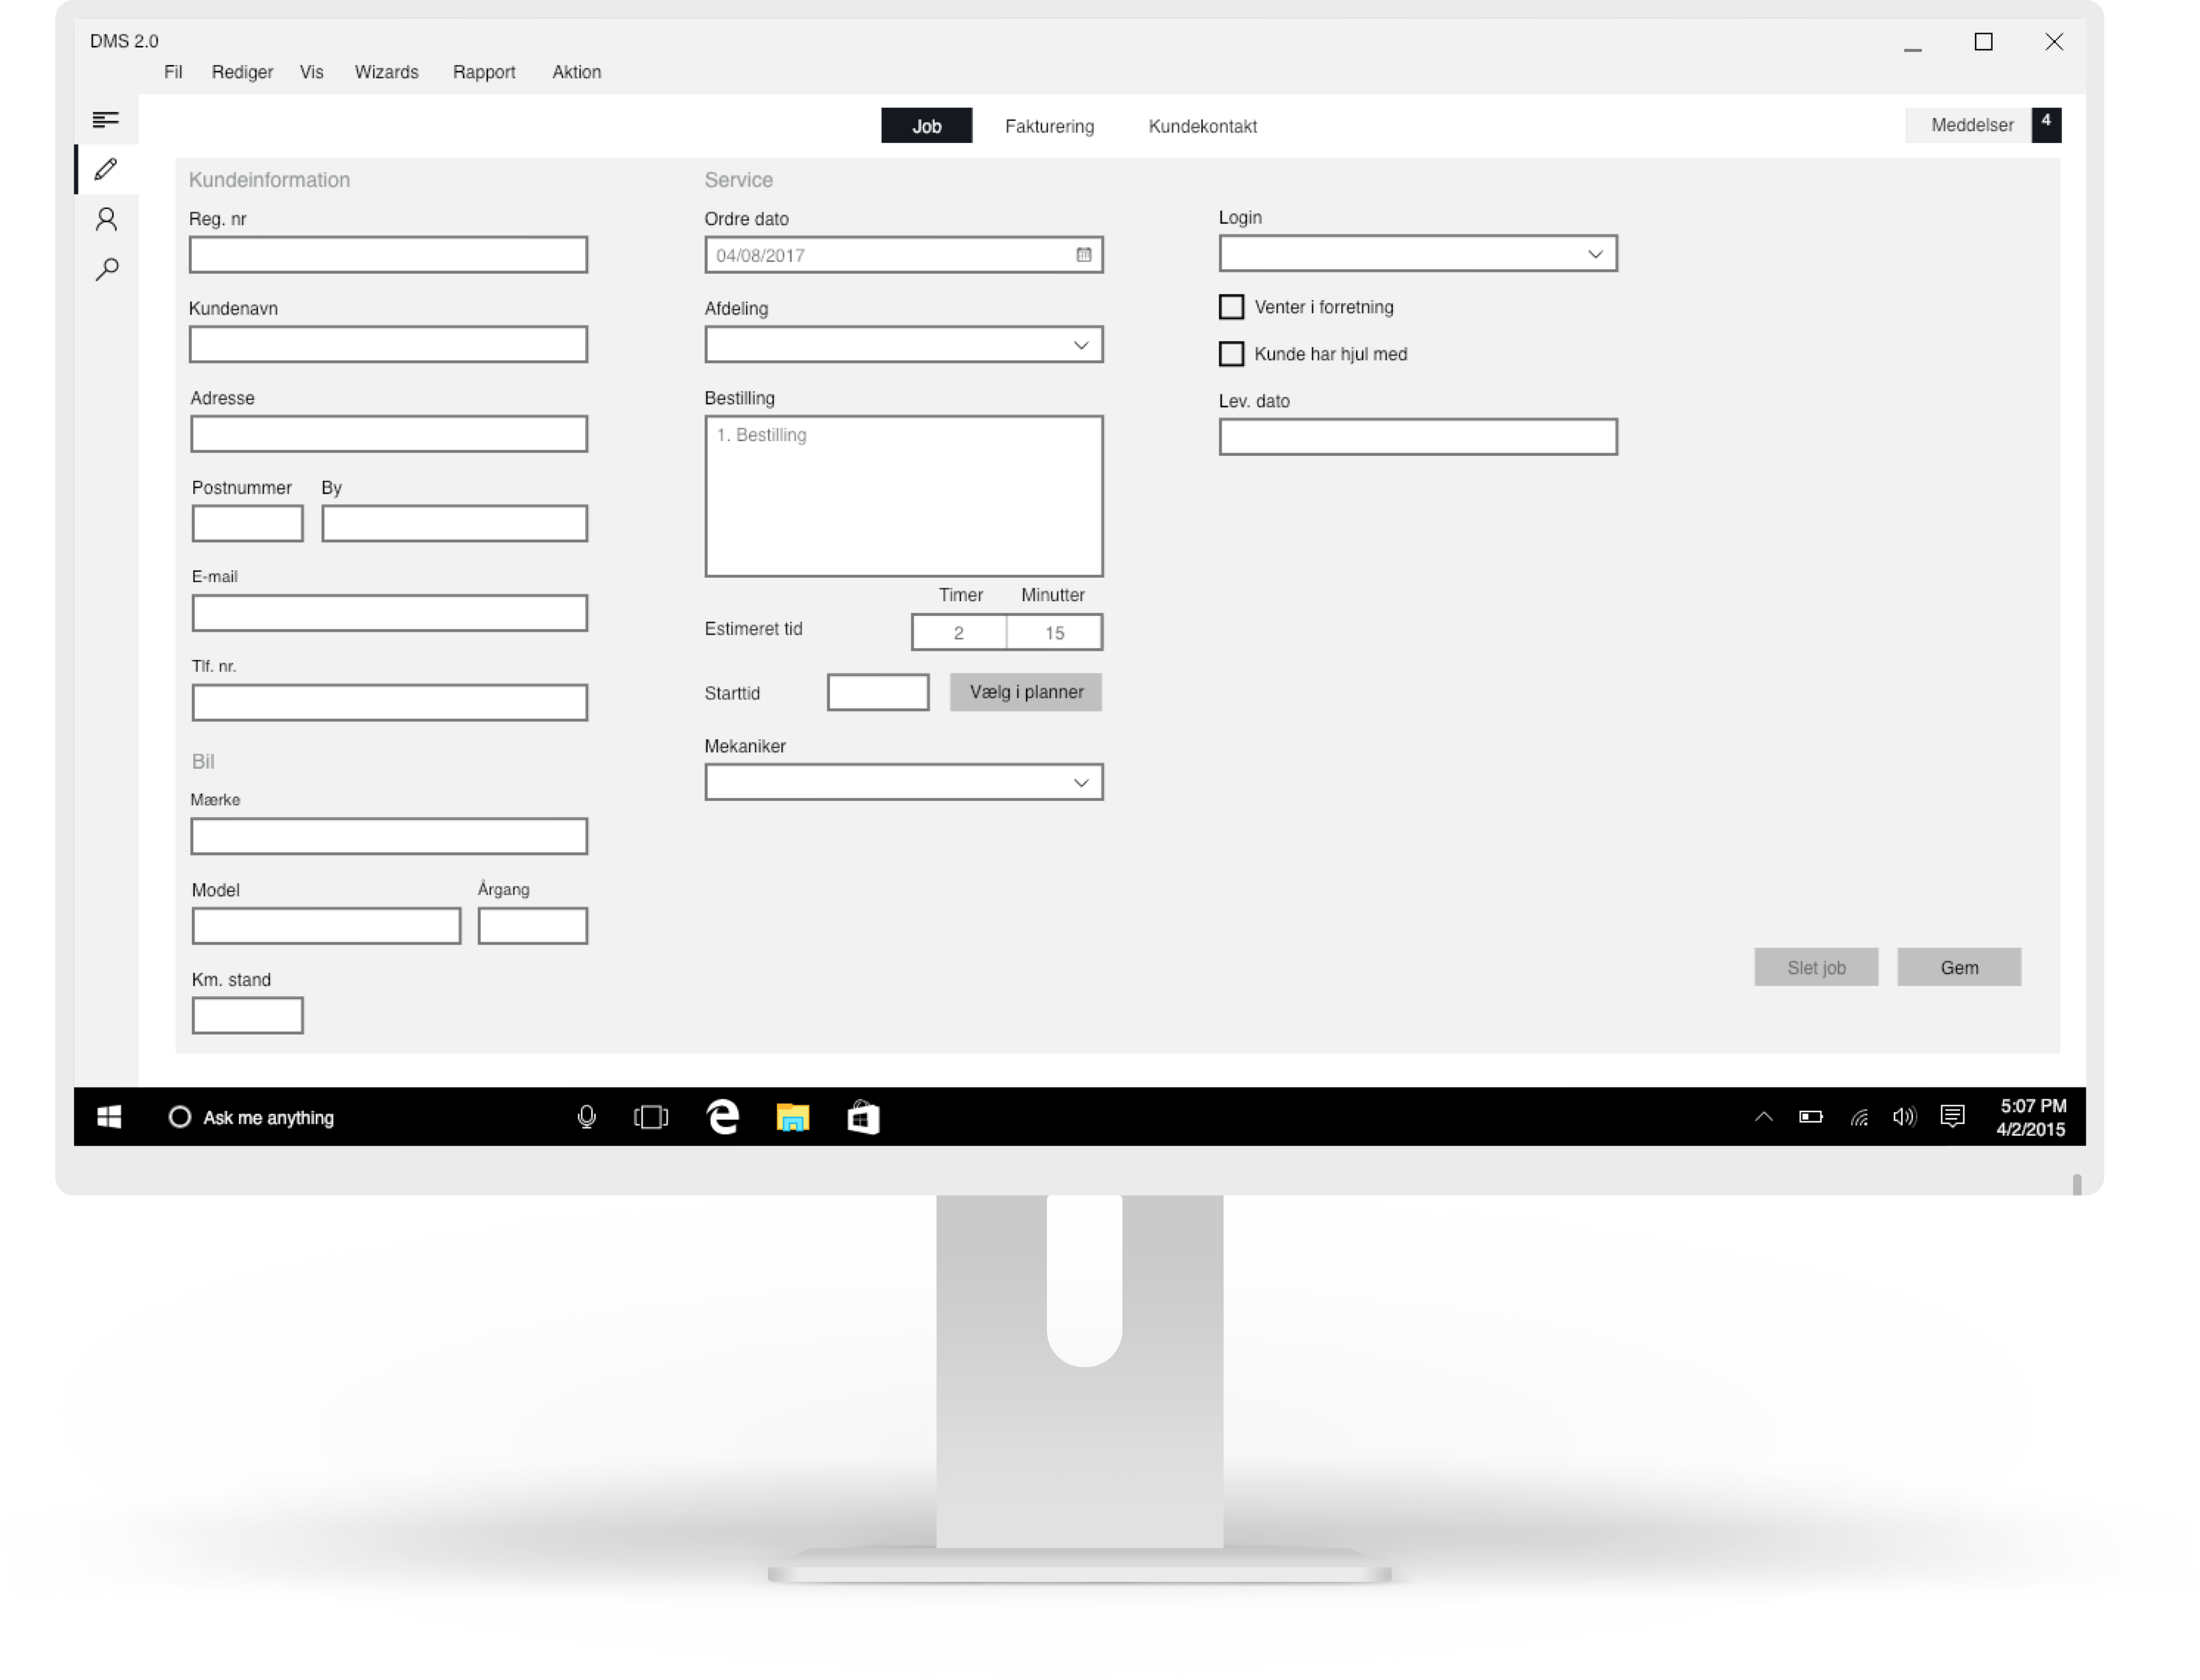 DMS 2.0
Fil Rediger Vis Wizards Rapport Aktion
Job Fakturering Kundekontakt Meddelser 4
Kundeinformation
Reg. nr
Kundenavn
Adresse
Postnummer By
E-mail
Tlf. nr.
Bil
Mærke
Model Årgang
Km. stand
Service
Ordre dato
04/08/2017
Afdeling
Bestilling
1. Bestilling
Timer Minutter
Estimeret tid 2 15
Starttid Vælg i planner
Mekaniker
Login
Venter i forretning
Kunde har hjul med
Lev. dato
Slet job Gem
Ask me anything
5:07 PM
4/2/2015